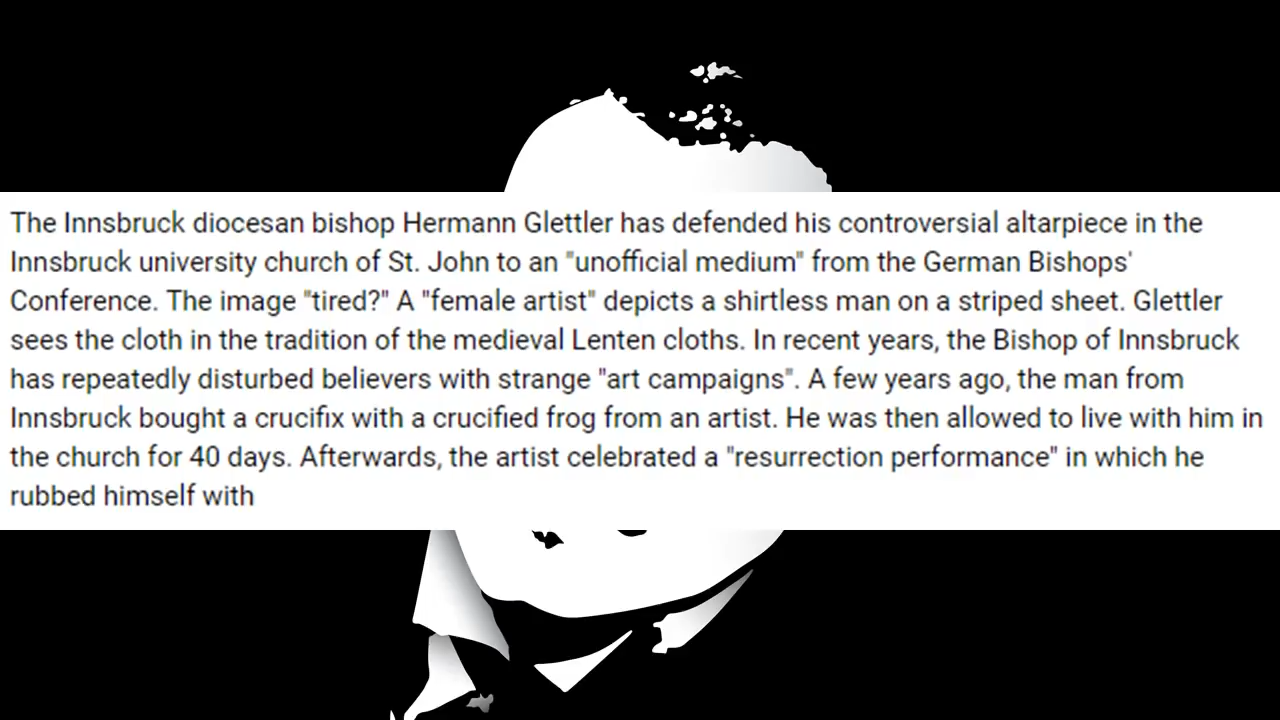 The Innsbruck diocesan bishop Hermann Glettler has defended his controversial altarpiece in the
Innsbruck university church of St. John to an "unofficial medium" from the German Bishops'
Conference. The image "tired?" A "female artist" depicts a shirtless man on a striped sheet. Glettler
sees the cloth in the tradition of the medieval Lenten cloths. In recent years, the Bishop of Innsbruck
has repeatedly disturbed believers with strange "art campaigns". A few years ago, the man from
Innsbruck bought a crucifix with a crucified frog from an artist. He was then allowed to live with him in
the church for 40 days. Afterwards, the artist celebrated a "resurrection performance" in which he
rubbed himself with